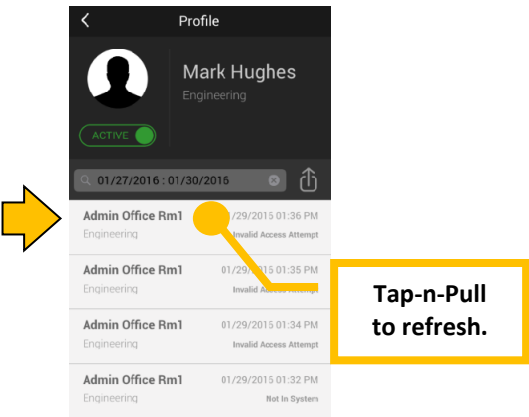 Profile
Mark Hughes
Engineering
ACTIVE
01/27/2016 : 01/30/2016
Admin Office Rm1 01/29/2015 01:36 PM
Engineering Invalid Access Attempt
Admin Office Rm1 01/29/2015 01:35 PM
Engineering Invalid Access Attempt
Tap-n-Pull
to refresh.
Admin Office Rm1 01/29/2015 01:34 PM
Engineering Invalid Access Attempt
Admin Office Rm1 01/29/2015 01:32 PM
Engineering Not In System